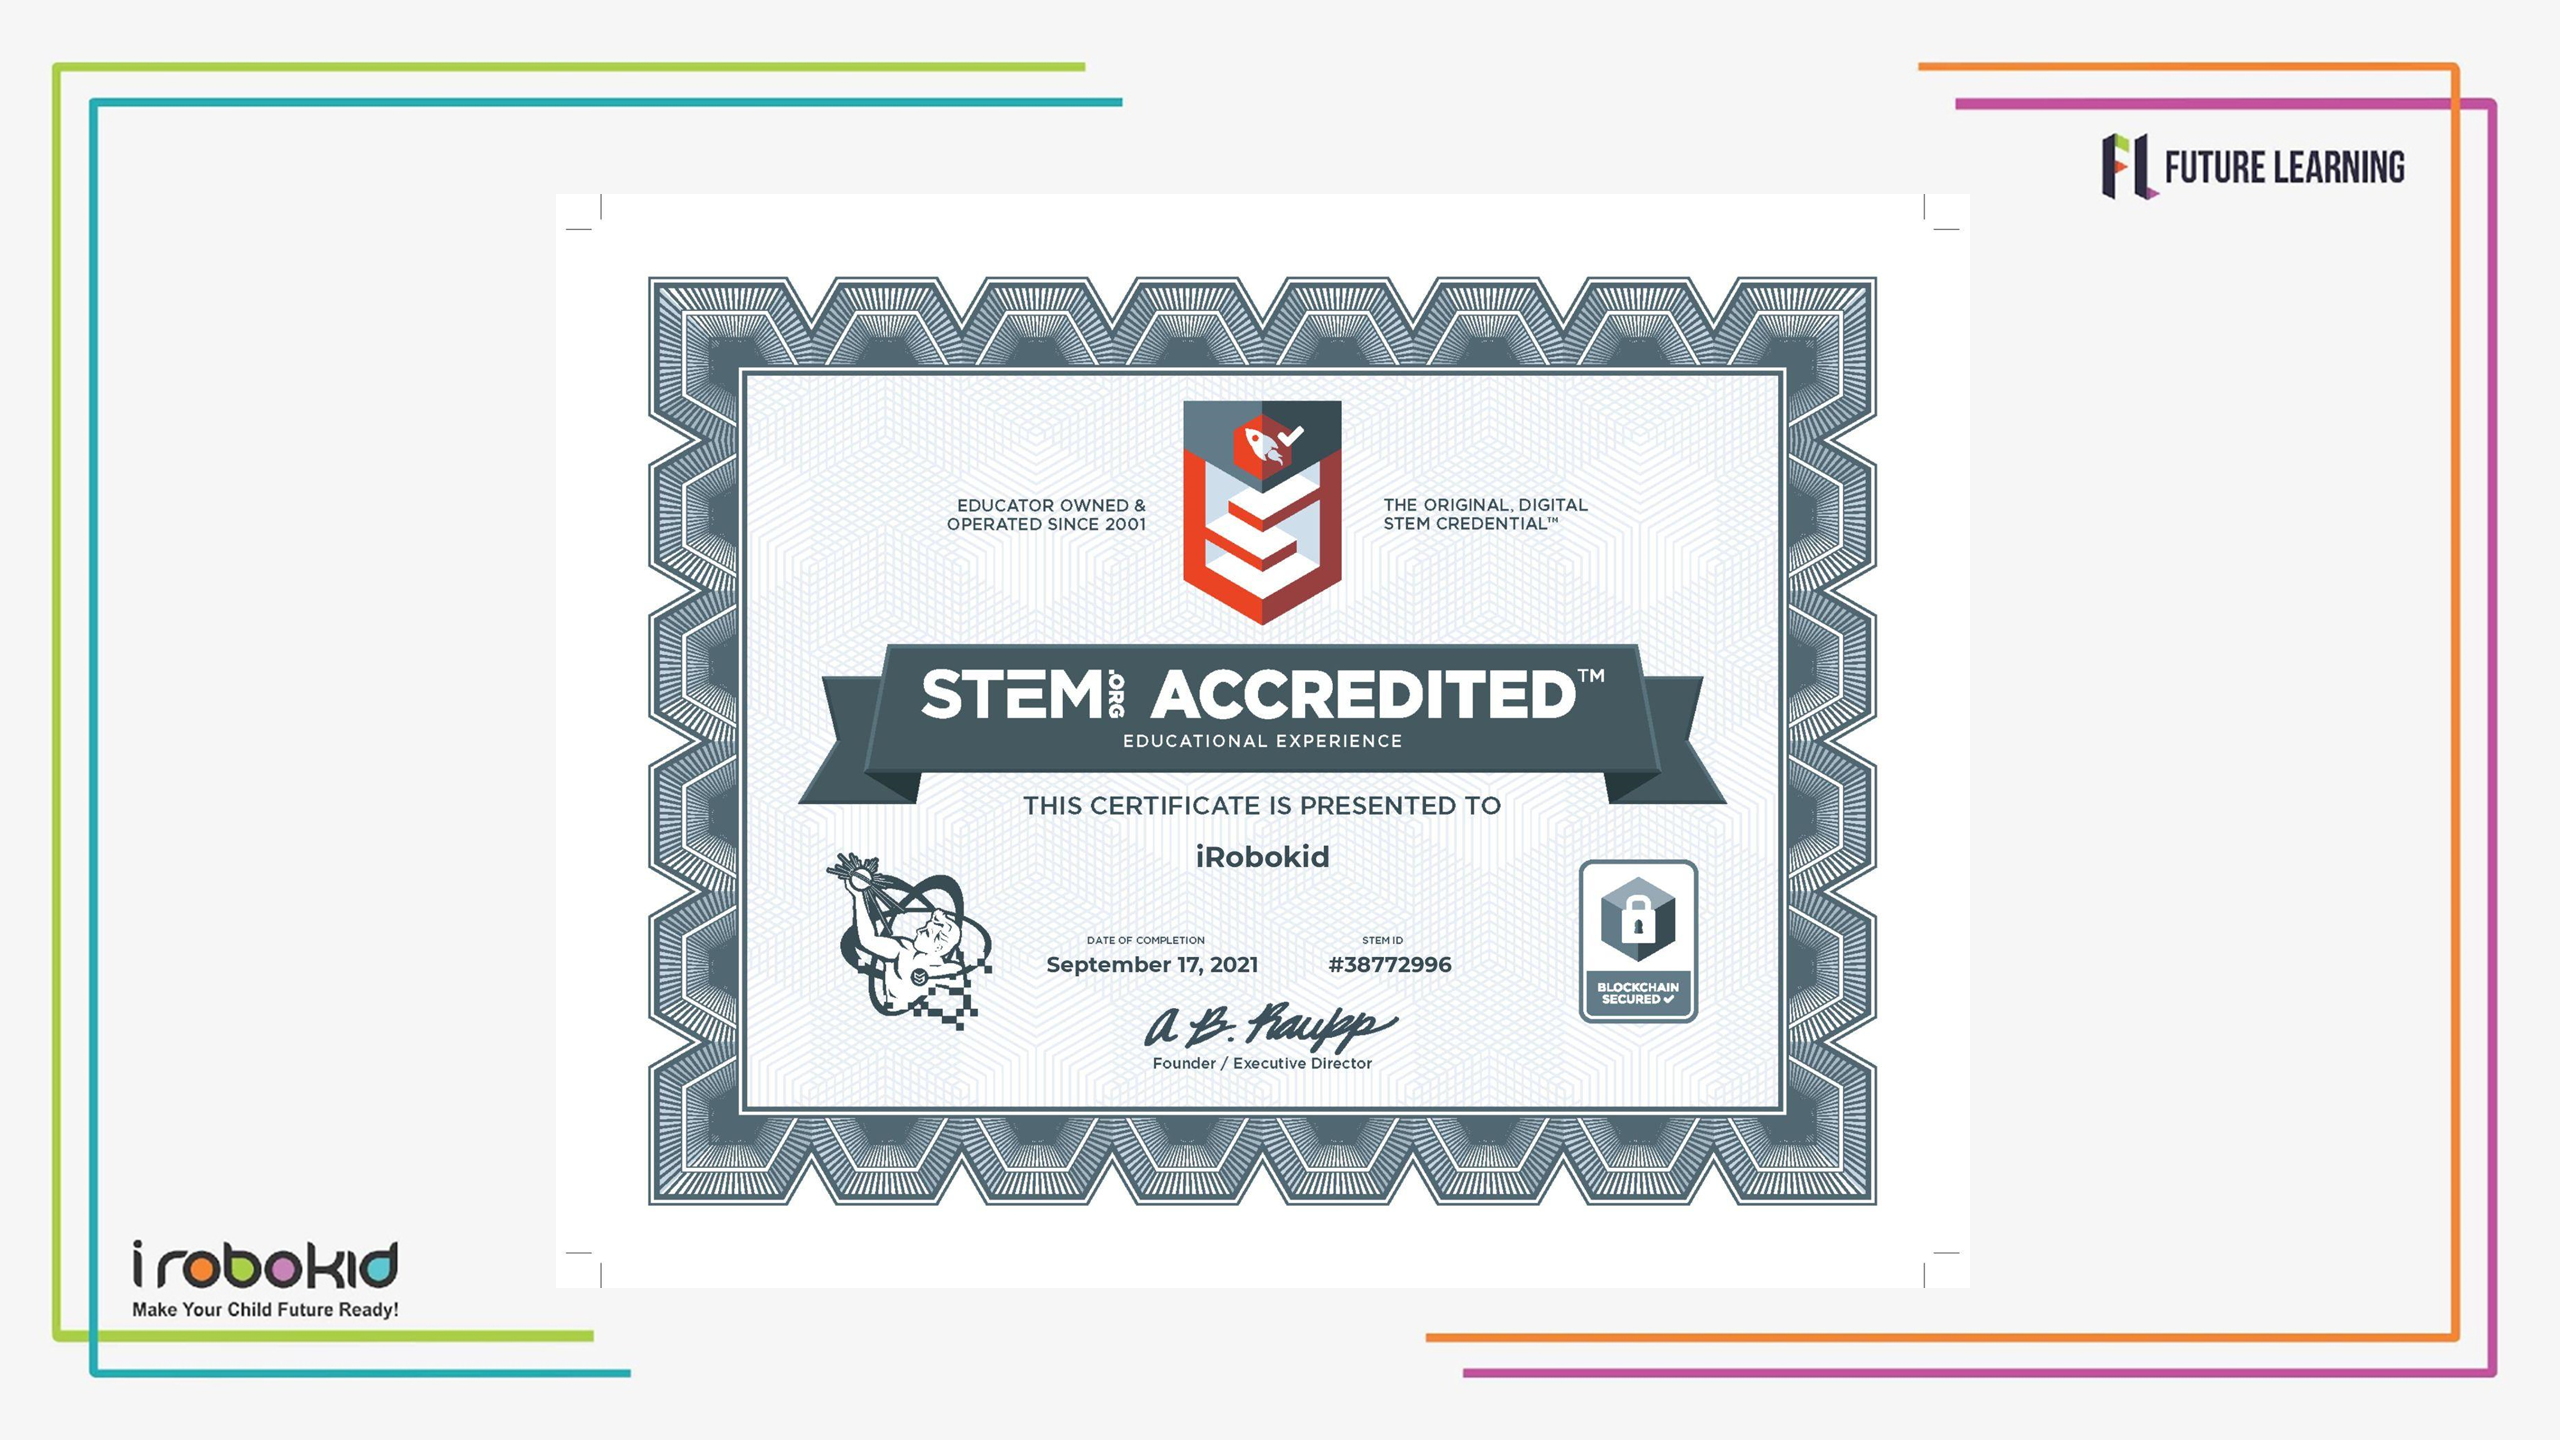 FUTURE LEARNING
EDUCATOR OWNED &
OPERATED SINCE 2001
THE ORIGINAL, DIGITAL
STEM CREDENTIAL™
STEM.ORG ACCREDITED™
EDUCATIONAL EXPERIENCE
THIS CERTIFICATE IS PRESENTED TO
iRobokid
DATE OF COMPLETION
September 17, 2021
STEM ID
#38772996
BLOCKCHAIN
SECURED
A B. Raupp
Founder / Executive Director
i robokid
Make Your Child Future Ready!